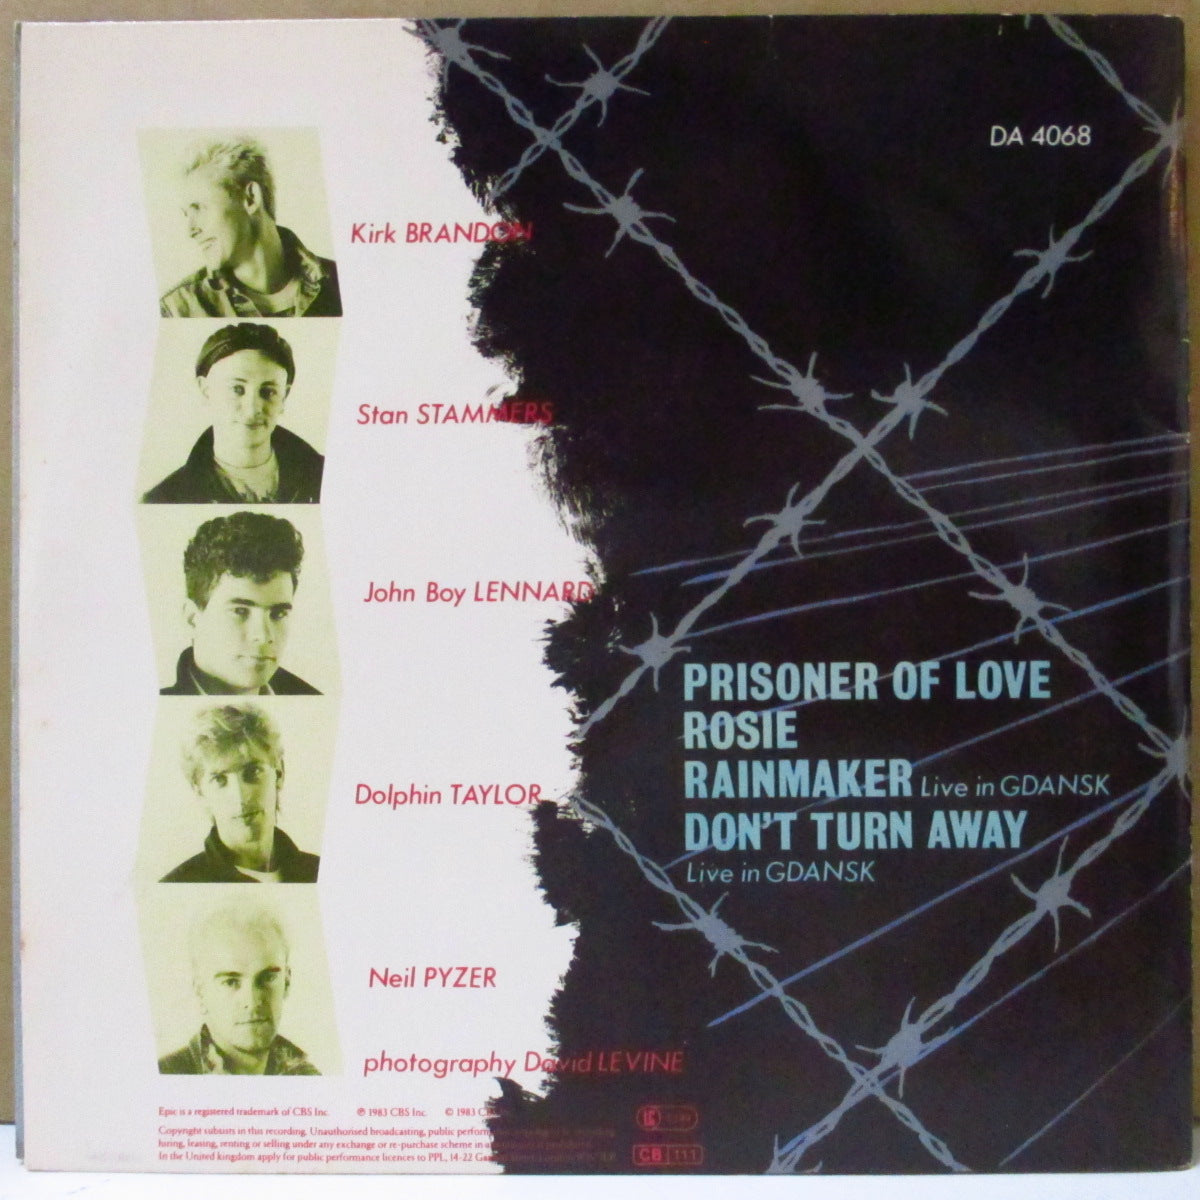 DA 4068
Kirk BRANDON
Stan STAMMERS
John Boy LENNARD
Dolphin TAYLOR
Neil PYZER
photography David LEVINE
PRISONER OF LOVE
ROSIE
RAINMAKER Live in GDANSK
DON'T TURN AWAY
Live in GDANSK
Epic is a registered trademark of CBS Inc. ℗ 1983 CBS Inc. © 1983 CBS
Copyright subsists in this recording. Unauthorised broadcasting, public
hiring, leasing, renting or selling under any exchange or re-purchase scheme in
In the United kingdom apply for public performance licences to PPL, 14-22
LC
CB 111